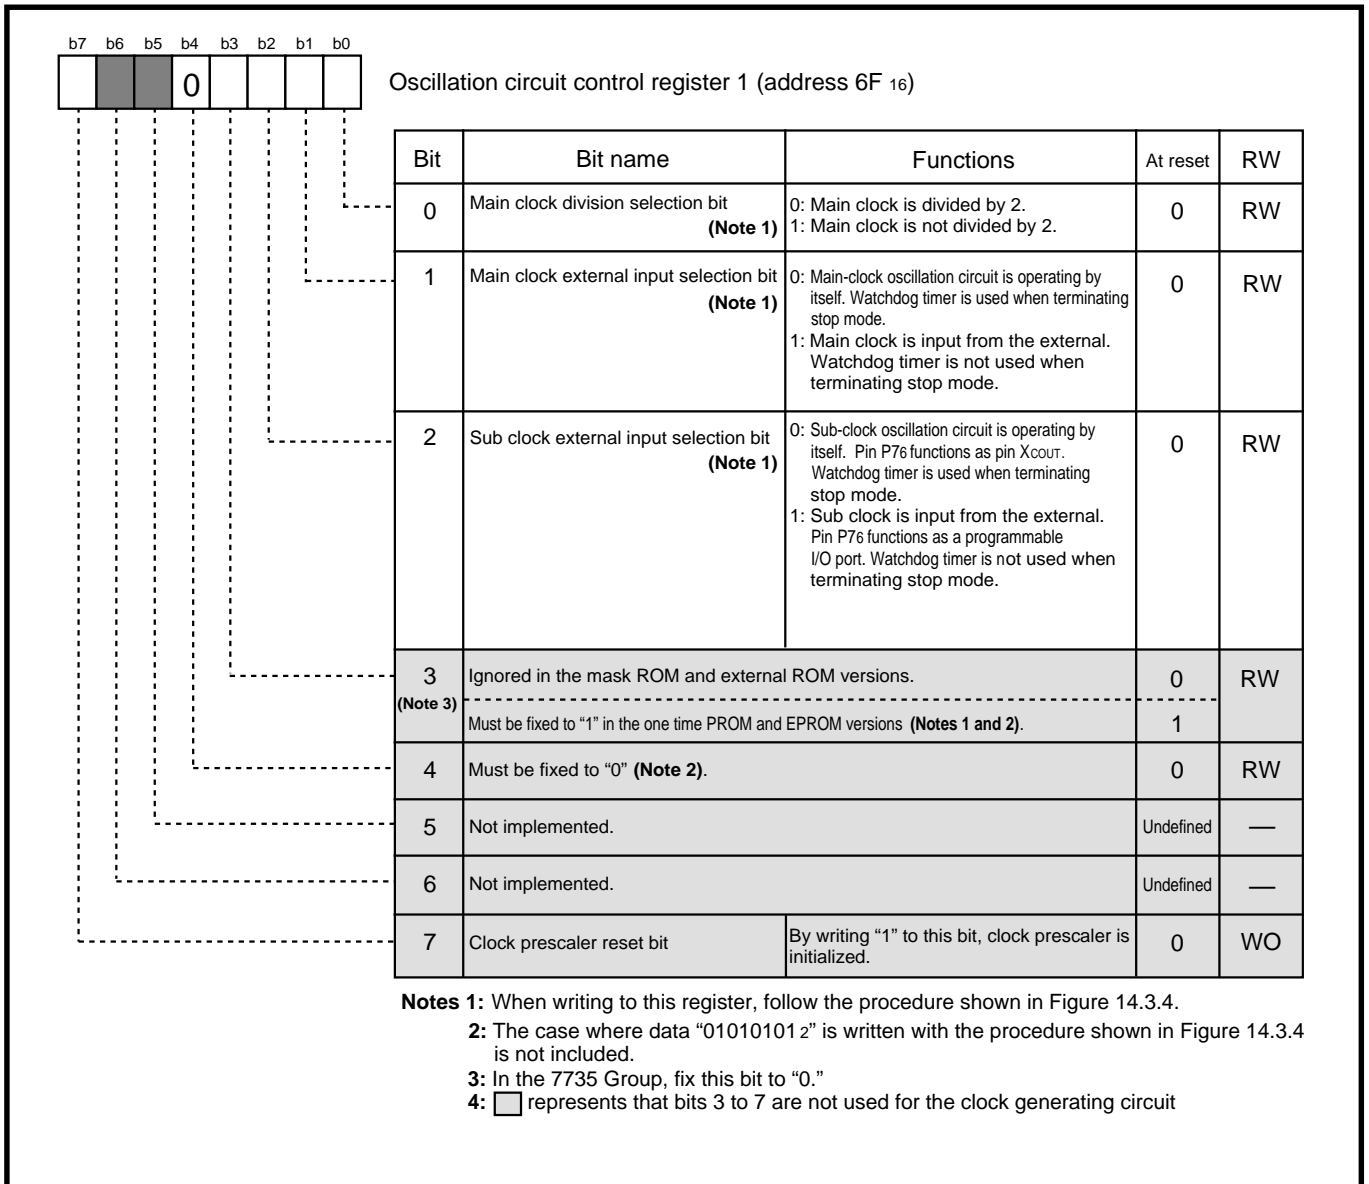 b7 b6 b5 b4 b3 b2 b1 b0
0
Oscillation circuit control register 1 (address 6F 16)
Bit Bit name Functions At reset RW
0 Main clock division selection bit (Note 1) 0: Main clock is divided by 2. 0 RW
1: Main clock is not divided by 2.
1 Main clock external input selection bit (Note 1) 0: Main-clock oscillation circuit is operating by 0 RW
itself. Watchdog timer is used when terminating
stop mode.
1: Main clock is input from the external.
Watchdog timer is not used when
terminating stop mode.
2 Sub clock external input selection bit (Note 1) 0: Sub-clock oscillation circuit is operating by 0 RW
itself. Pin P76 functions as pin XCOUT.
Watchdog timer is used when terminating
stop mode.
1: Sub clock is input from the external.
Pin P76 functions as a programmable
I/O port. Watchdog timer is not used when
terminating stop mode.
3 Ignored in the mask ROM and external ROM versions. 0 RW
(Note 3)
Must be fixed to “1” in the one time PROM and EPROM versions (Notes 1 and 2). 1
4 Must be fixed to “0” (Note 2). 0 RW
5 Not implemented. Undefined —
6 Not implemented. Undefined —
7 Clock prescaler reset bit By writing “1” to this bit, clock prescaler is 0 WO
initialized.
Notes 1: When writing to this register, follow the procedure shown in Figure 14.3.4.
2: The case where data “01010101 2” is written with the procedure shown in Figure 14.3.4
is not included.
3: In the 7735 Group, fix this bit to “0.”
4: represents that bits 3 to 7 are not used for the clock generating circuit